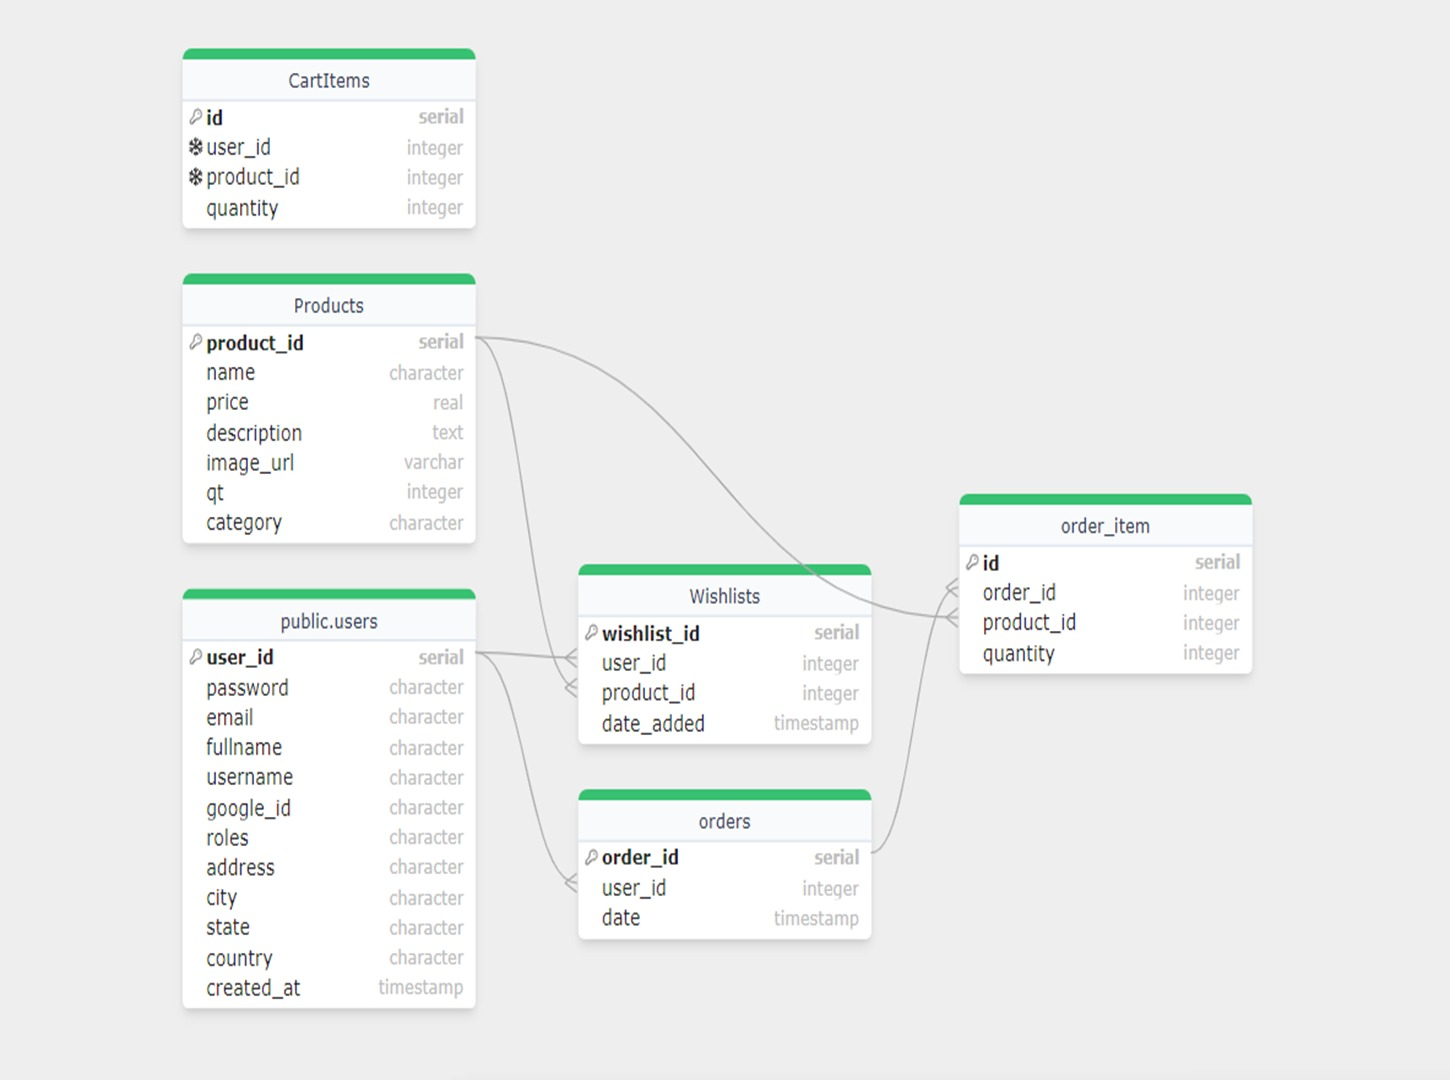 CartItems
id serial
user_id integer
product_id integer
quantity integer
Products
product_id serial
name character
price real
description text
image_url varchar
qt integer
category character
public.users
user_id serial
password character
email character
fullname character
username character
google_id character
roles character
address character
city character
state character
country character
created_at timestamp
Wishlists
wishlist_id serial
user_id integer
product_id integer
date_added timestamp
orders
order_id serial
user_id integer
date timestamp
order_item
id serial
order_id integer
product_id integer
quantity integer